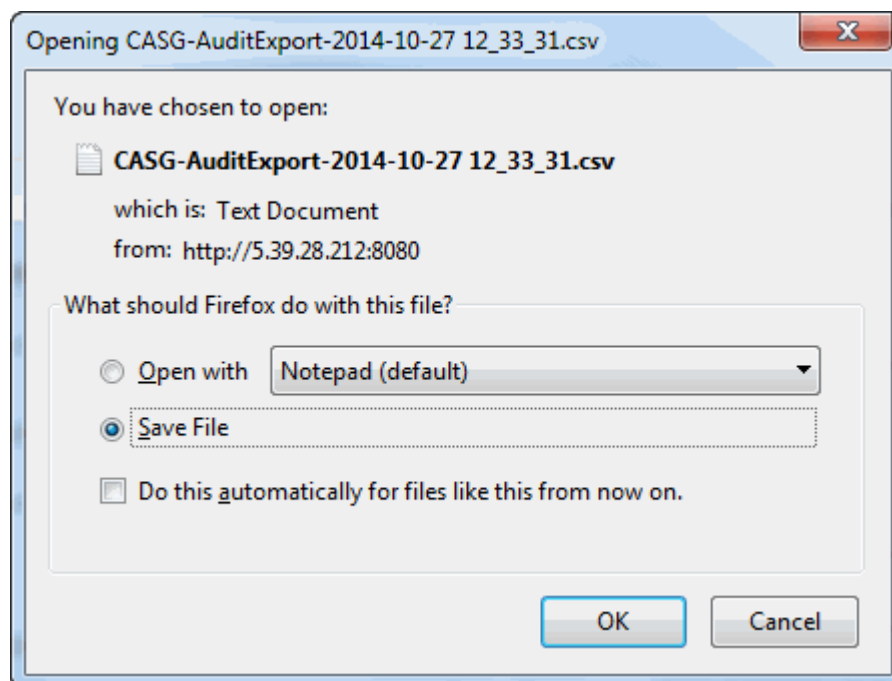 Opening CASG-AuditExport-2014-10-27 12_33_31.csv
You have chosen to open:
CASG-AuditExport-2014-10-27 12_33_31.csv
which is: Text Document
from: http://5.39.28.212:8080
What should Firefox do with this file?
Open with Notepad (default)
Save File
Do this automatically for files like this from now on.
OK Cancel